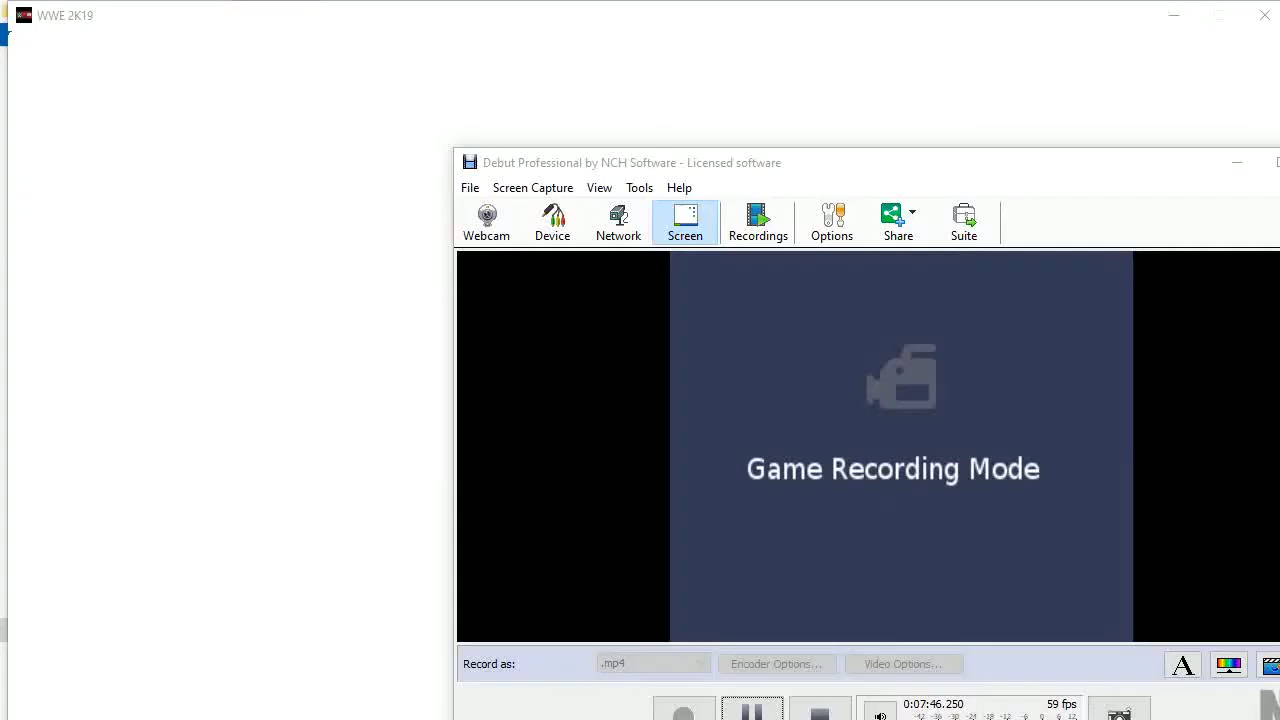 WWE 2K19
Debut Professional by NCH Software - Licensed software
File Screen Capture View Tools Help
Webcam Device Network Screen Recordings Options Share Suite
Game Recording Mode
Record as: .mp4 Encoder Options... Video Options... A
0:07:46.250 59 fps